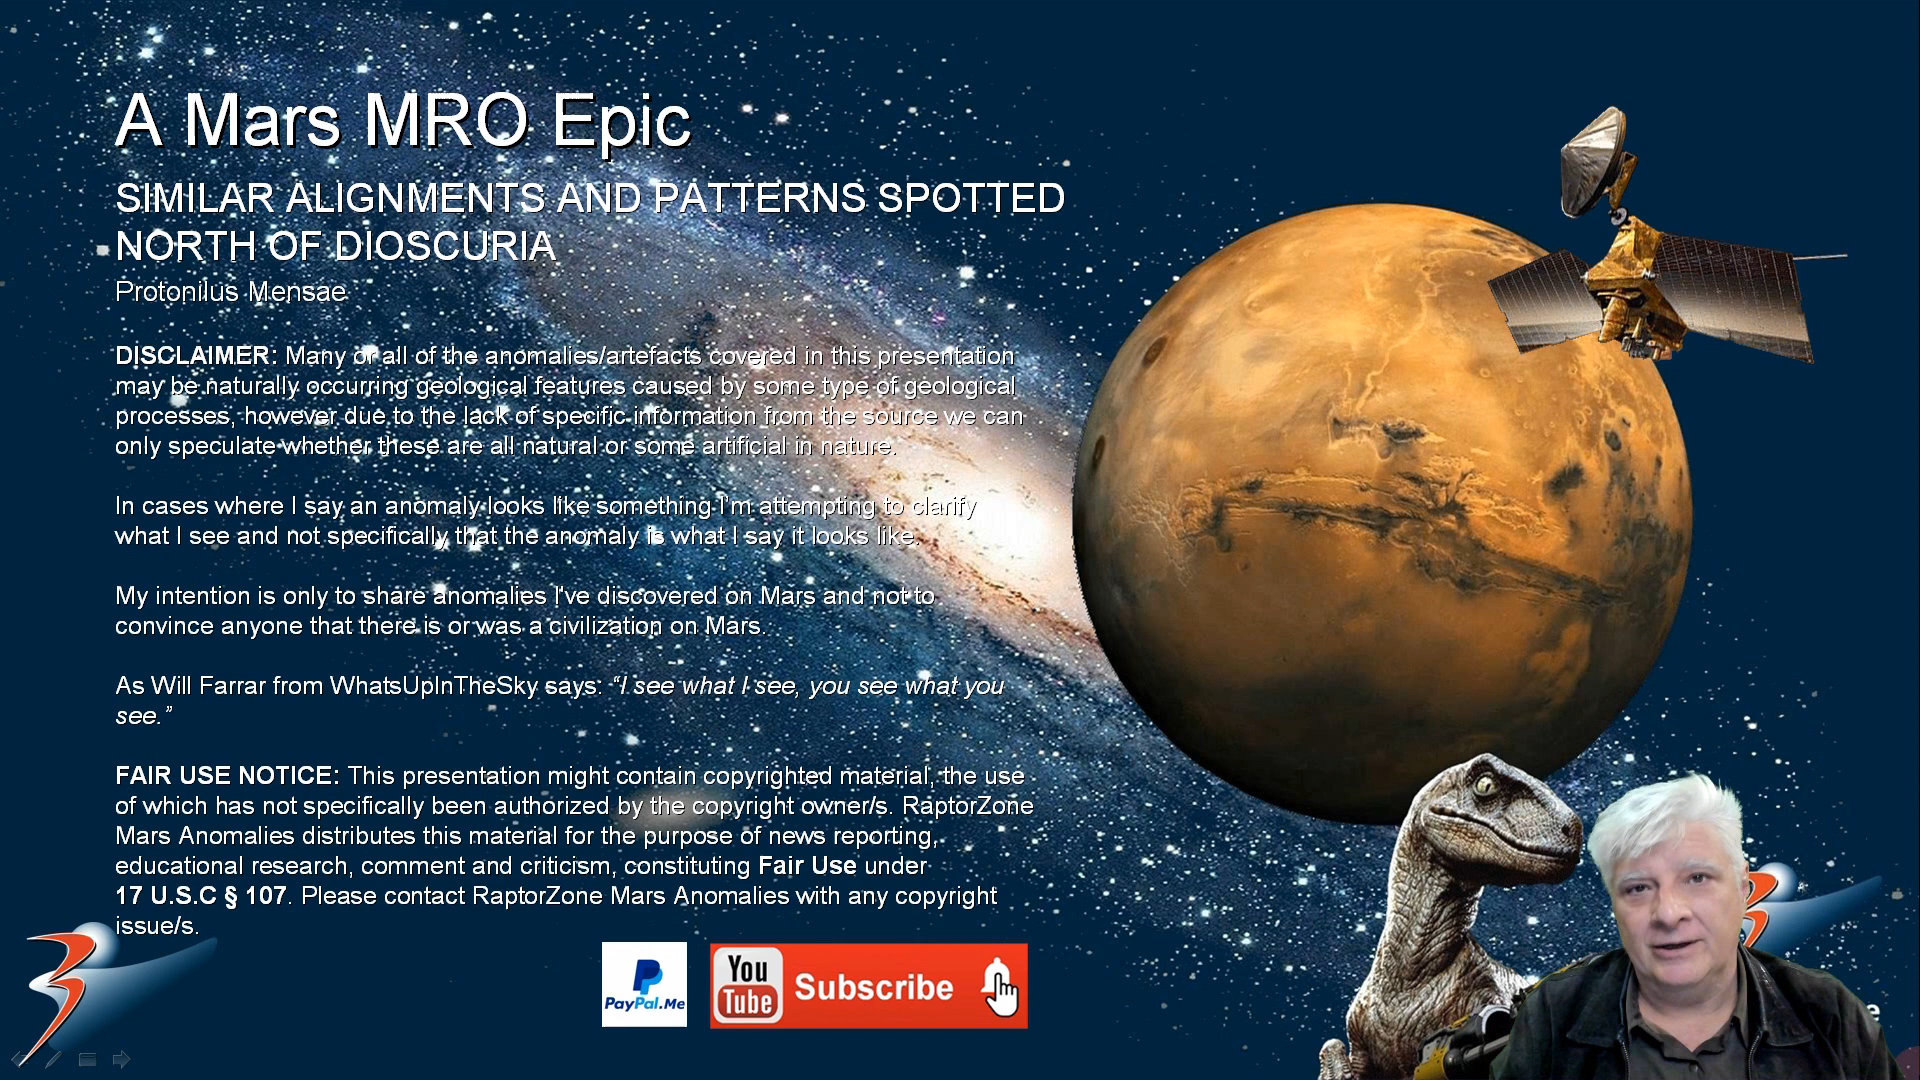 A Mars MRO Epic
SIMILAR ALIGNMENTS AND PATTERNS SPOTTED
NORTH OF DIOSCURIA
Protonilus Mensae
DISCLAIMER: Many or all of the anomalies/artefacts covered in this presentation
may be naturally occurring geological features caused by some type of geological
processes, however due to the lack of specific information from the source we can
only speculate whether these are all natural or some artificial in nature.
In cases where I say an anomaly looks like something I'm attempting to clarify
what I see and not specifically that the anomaly is what I say it looks like.
My intention is only to share anomalies I've discovered on Mars and not to
convince anyone that there is or was a civilization on Mars.
As Will Farrar from WhatsUpInTheSky says: “I see what I see, you see what you
see.”
FAIR USE NOTICE: This presentation might contain copyrighted material, the use
of which has not specifically been authorized by the copyright owner/s. RaptorZone
Mars Anomalies distributes this material for the purpose of news reporting,
educational research, comment and criticism, constituting Fair Use under
17 U.S.C § 107. Please contact RaptorZone Mars Anomalies with any copyright
issue/s.
PayPal.Me
You Tube Subscribe